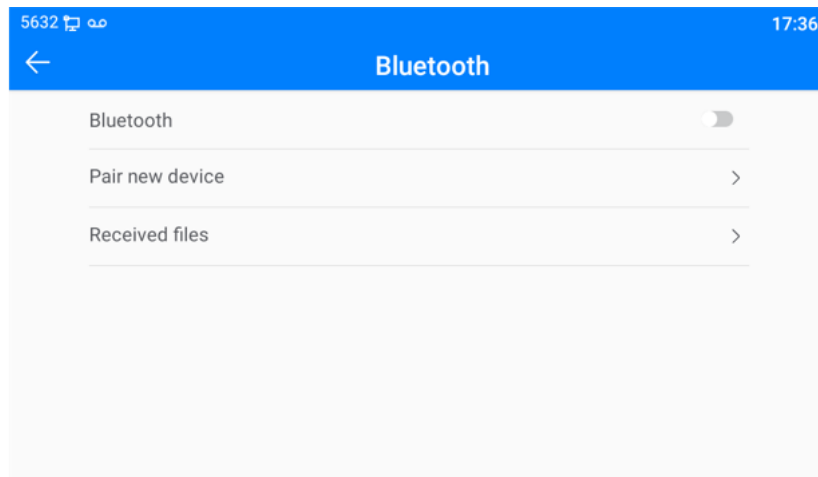 5632 17:36
Bluetooth
Bluetooth
Pair new device
Received files